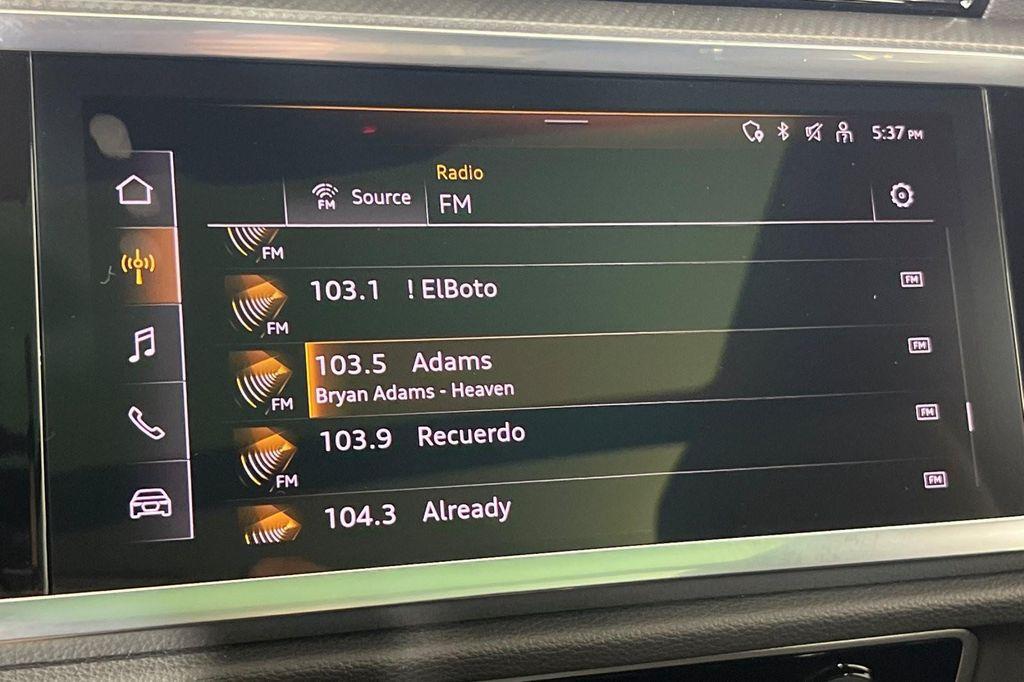 5:37 PM
Radio
FM Source FM
FM
103.1 ! ElBoto FM
FM
103.5 Adams FM
Bryan Adams - Heaven
FM
103.9 Recuerdo FM
FM
104.3 Already FM